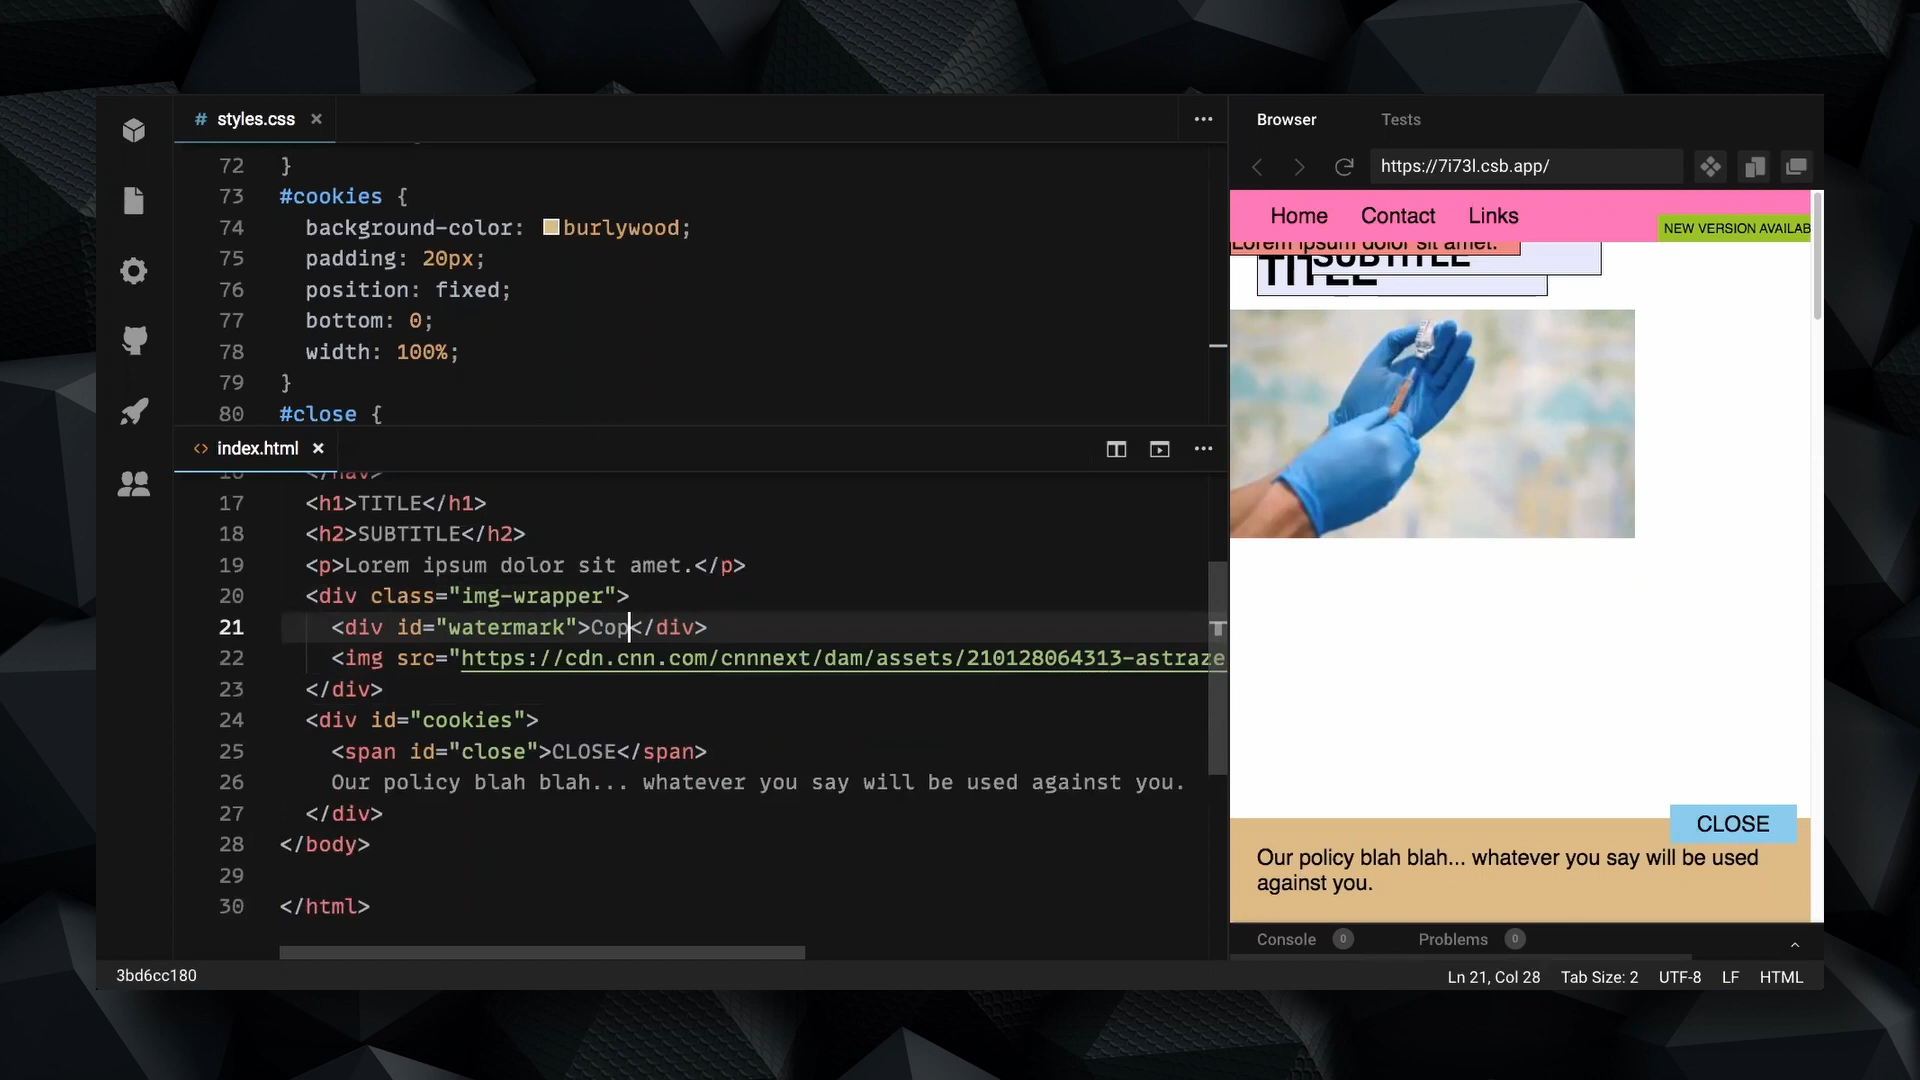 # styles.css ×
72 }
73 #cookies {
74 background-color: burlywood;
75 padding: 20px;
76 position: fixed;
77 bottom: 0;
78 width: 100%;
79 }
80 #close {
<> index.html ×
16 </nav>
17 <h1>TITLE</h1>
18 <h2>SUBTITLE</h2>
19 <p>Lorem ipsum dolor sit amet.</p>
20 <div class="img-wrapper">
21 <div id="watermark">Cop</div>
22 <img src="https://cdn.cnn.com/cnnnext/dam/assets/210128064313-astraze
23 </div>
24 <div id="cookies">
25 <span id="close">CLOSE</span>
26 Our policy blah blah... whatever you say will be used against you.
27 </div>
28 </body>
29
30 </html>
3bd6cc180
Browser Tests
https://7i73l.csb.app/
Home Contact Links
NEW VERSION AVAILAB
Lorem ipsum dolor sit amet.
SUBTITLE
TITLE
CLOSE
Our policy blah blah... whatever you say will be used
against you.
Console 0 Problems 0
Ln 21, Col 28 Tab Size: 2 UTF-8 LF HTML